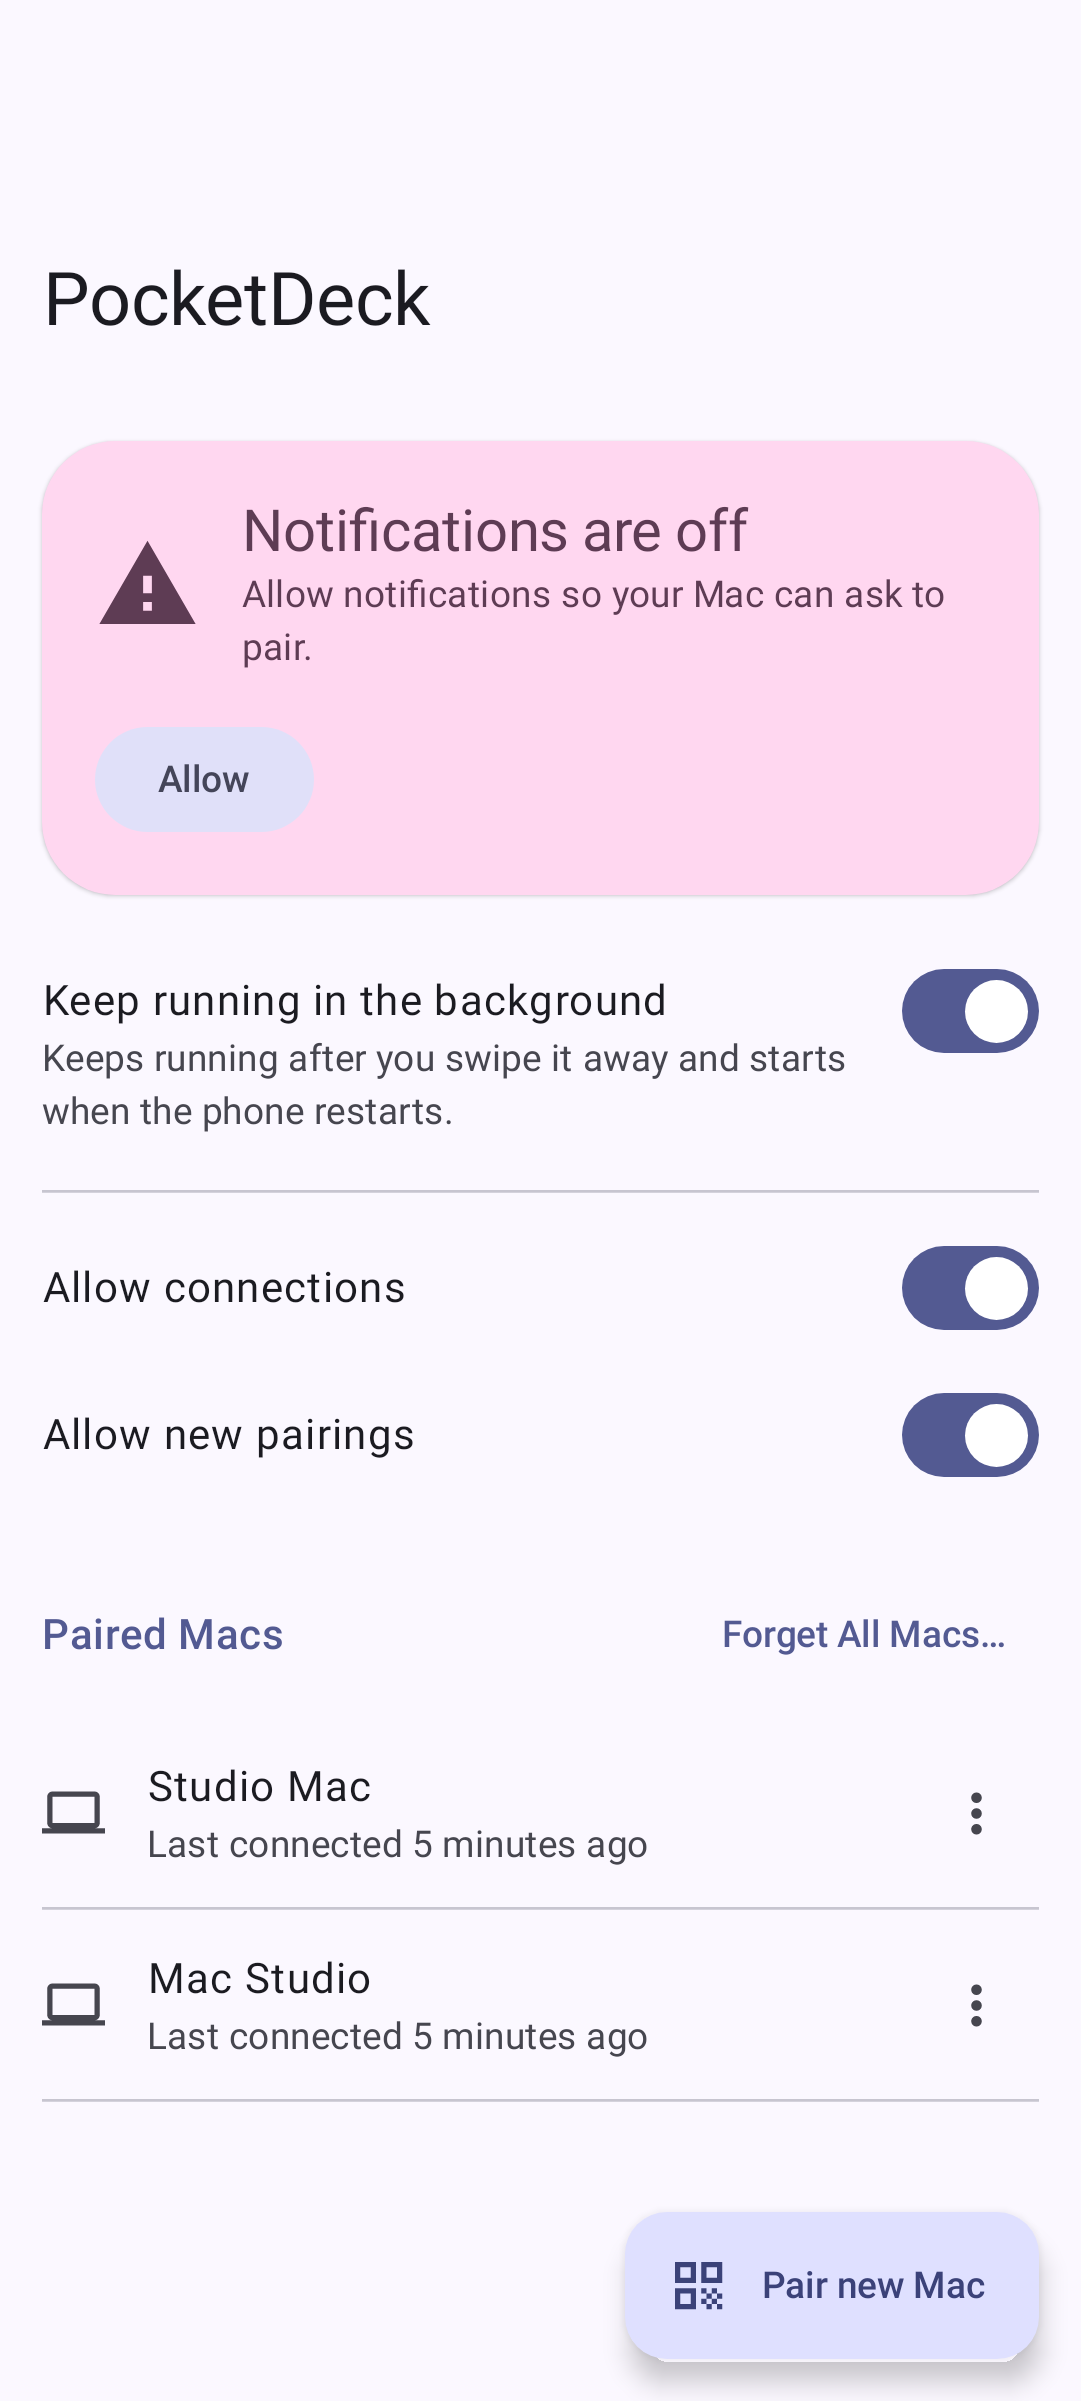 PocketDeck
Notifications are off
Allow notifications so your Mac can ask to
pair.
Allow
Keep running in the background
Keeps running after you swipe it away and starts
when the phone restarts.
Allow connections
Allow new pairings
Paired Macs
Forget All Macs…
Studio Mac
Last connected 5 minutes ago
Mac Studio
Last connected 5 minutes ago
Pair new Mac